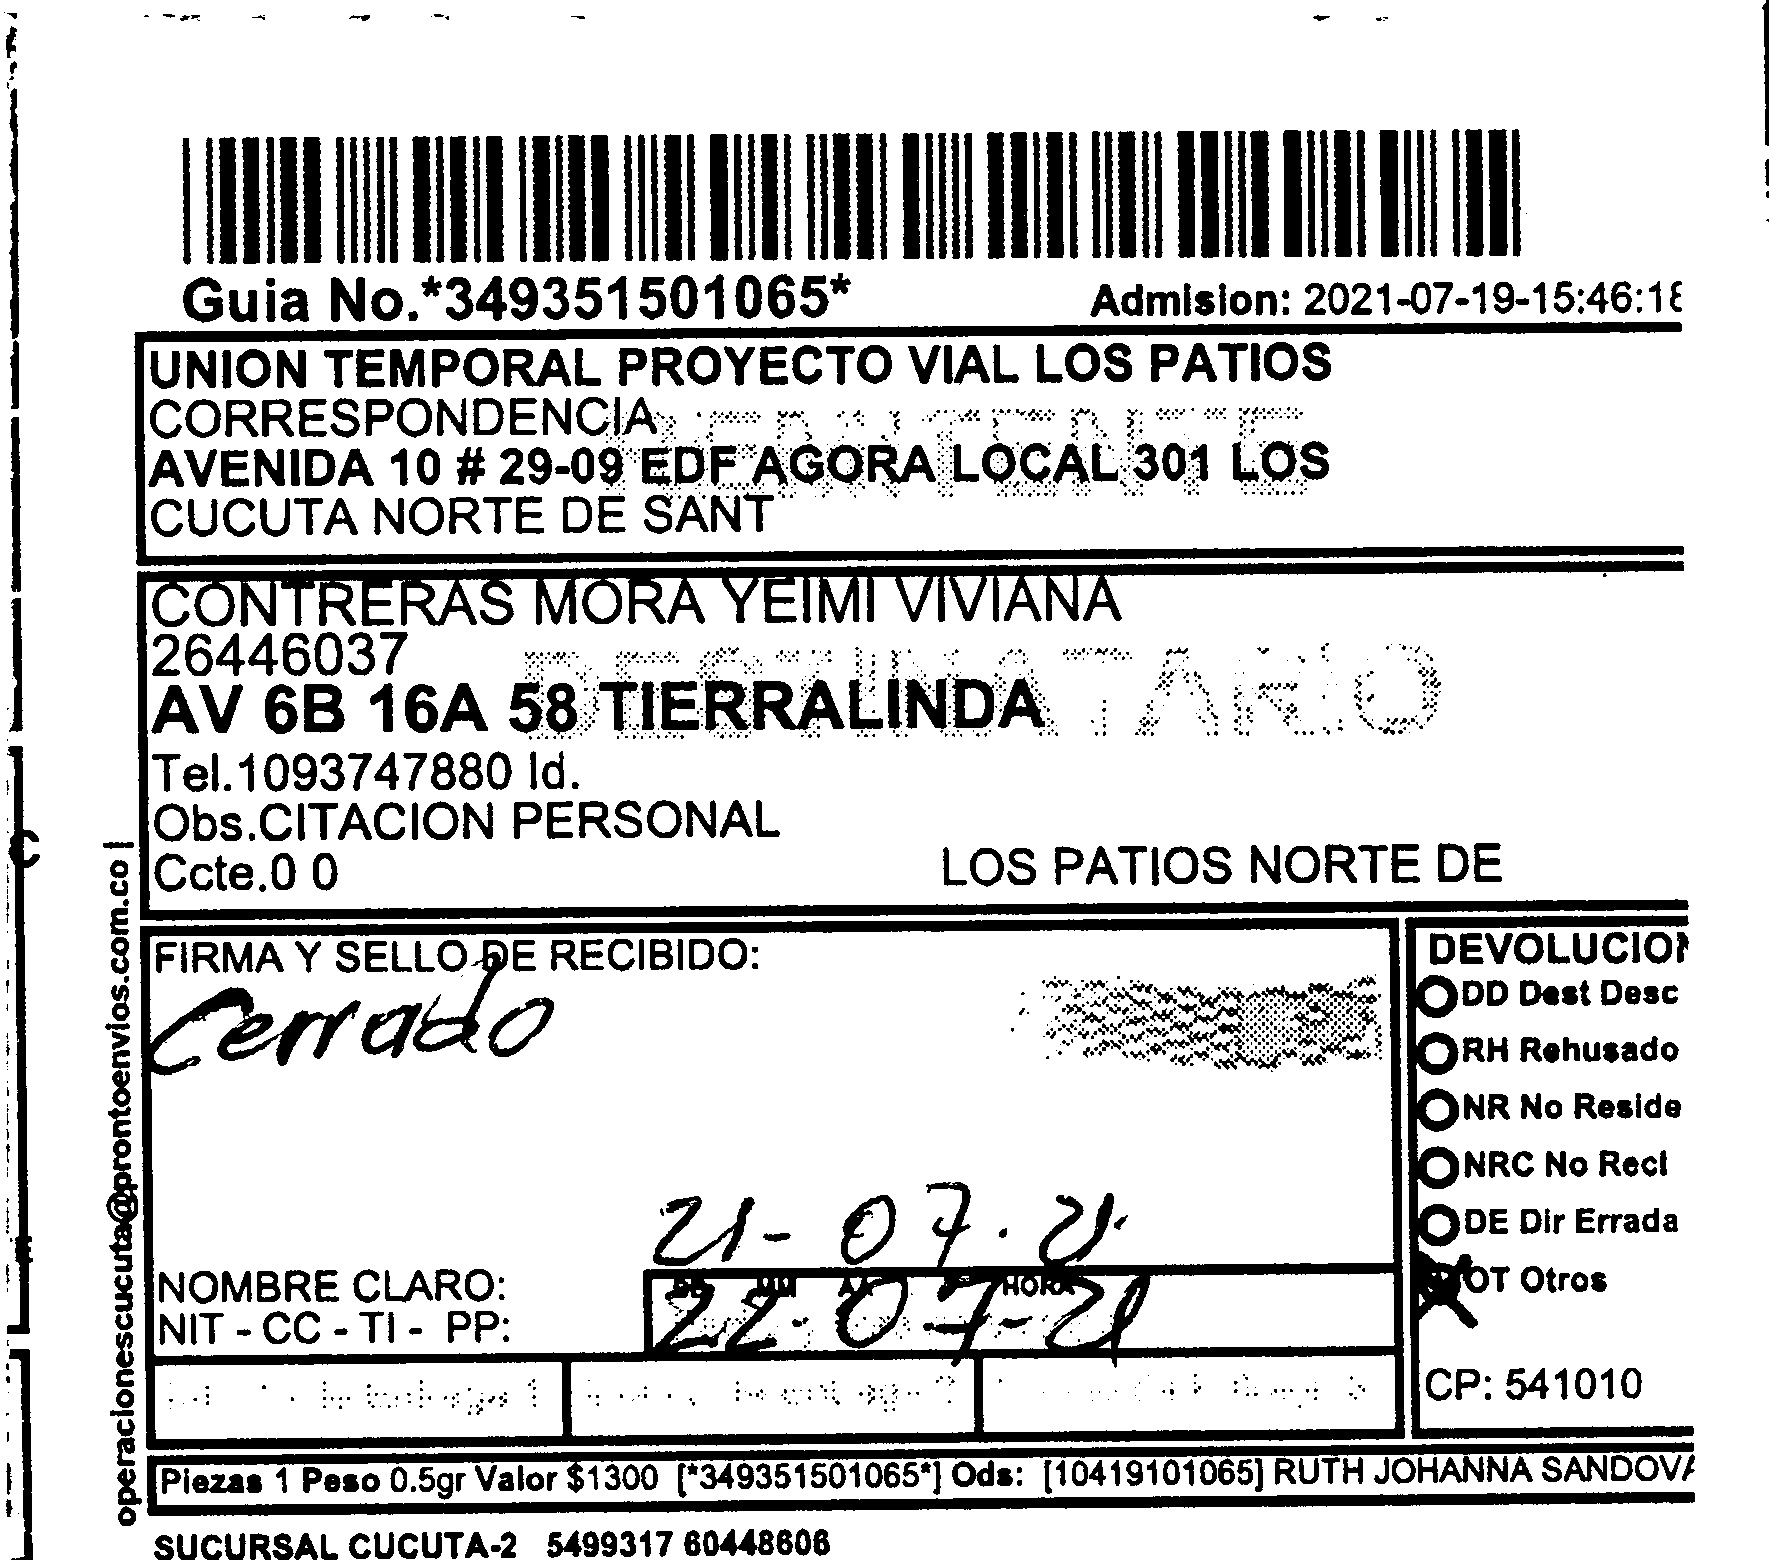 Guia No.*349351501065*
Admision: 2021-07-19-15:46:18
UNION TEMPORAL PROYECTO VIAL LOS PATIOS
CORRESPONDENCIA
REMITENTE
AVENIDA 10 # 29-09 EDF AGORA LOCAL 301 LOS
CUCUTA NORTE DE SANT
CONTRERAS MORA YEIMI VIVIANA
26446037
DESTINATARIO
AV 6B 16A 58 TIERRALINDA
Tel.1093747880 Id.
Obs.CITACION PERSONAL
Ccte.0 0
LOS PATIOS NORTE DE
operacionescucuta@prontoenvios.com.co |
FIRMA Y SELLO DE RECIBIDO:
Cerrado
DEVOLUCION
DD Dest Desc
RH Rehusado
NR No Reside
NRC No Reci
DE Dir Errada
OT Otros
21-07.21.
NOMBRE CLARO:
HORA
22-07-21
NIT - CC - TI - PP:
CP: 541010
Piezas 1 Peso 0.5gr Valor $1300 [*349351501065*] Ods: [10419101065] RUTH JOHANNA SANDOVA
SUCURSAL CUCUTA-2 5499317 60448606